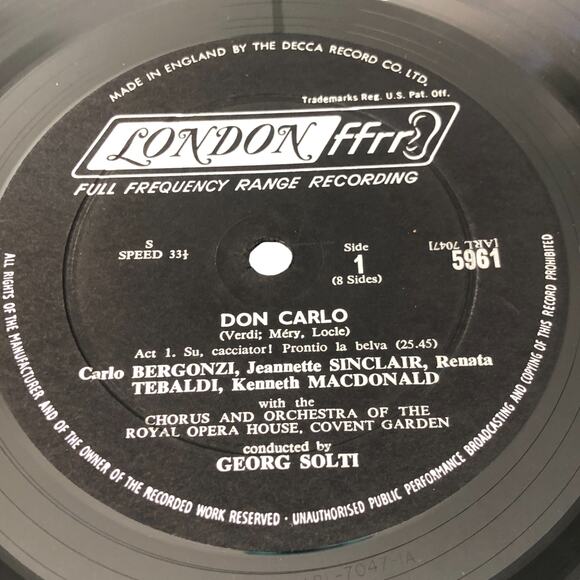 MADE IN ENGLAND BY THE DECCA RECORD CO. LTD.
Trademarks Reg. U.S. Pat. Off.
LONDON ffrr
FULL FREQUENCY RANGE RECORDING
S
SPEED 33⅓
Side
1
(8 Sides)
[ARL 7047]
5961
DON CARLO
(Verdi; Méry, Locle)
Act 1. Su, cacciator! Prontio la belva (25.45)
Carlo BERGONZI, Jeannette SINCLAIR, Renata
TEBALDI, Kenneth MACDONALD
with the
CHORUS AND ORCHESTRA OF THE
ROYAL OPERA HOUSE, COVENT GARDEN
conducted by
GEORG SOLTI
ALL RIGHTS OF THE MANUFACTURER AND OF THE OWNER OF THE RECORDED WORK RESERVED · UNAUTHORISED PUBLIC PERFORMANCE BROADCASTING AND COPYING OF THIS RECORD PROHIBITED